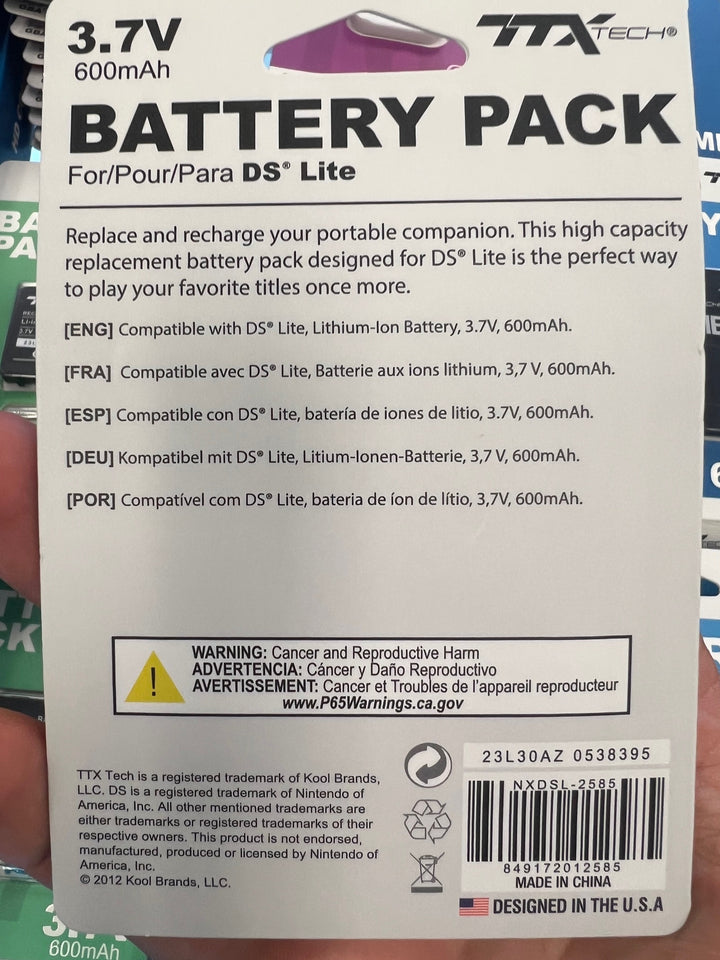 3.7V
600mAh
TTX TECH®
BATTERY PACK
For/Pour/Para DS® Lite
Replace and recharge your portable companion. This high capacity
replacement battery pack designed for DS® Lite is the perfect way
to play your favorite titles once more.
[ENG] Compatible with DS® Lite, Lithium-Ion Battery, 3.7V, 600mAh.
[FRA] Compatible avec DS® Lite, Batterie aux ions lithium, 3,7 V, 600mAh.
[ESP] Compatible con DS® Lite, batería de iones de litio, 3.7V, 600mAh.
[DEU] Kompatibel mit DS® Lite, Litium-Ionen-Batterie, 3,7 V, 600mAh.
[POR] Compatível com DS® Lite, bateria de íon de lítio, 3,7V, 600mAh.
WARNING: Cancer and Reproductive Harm
ADVERTENCIA: Cáncer y Daño Reproductivo
AVERTISSEMENT: Cancer et Troubles de l'appareil reproducteur
www.P65Warnings.ca.gov
TTX Tech is a registered trademark of Kool Brands,
LLC. DS is a registered trademark of Nintendo of
America, Inc. All other mentioned trademarks are
either trademarks or registered trademarks of their
respective owners. This product is not endorsed,
manufactured, produced or licensed by Nintendo of
America, Inc.
© 2012 Kool Brands, LLC.
23L30AZ 0538395
NXDSL-2585
849172012585
MADE IN CHINA
DESIGNED IN THE U.S.A
600mAh